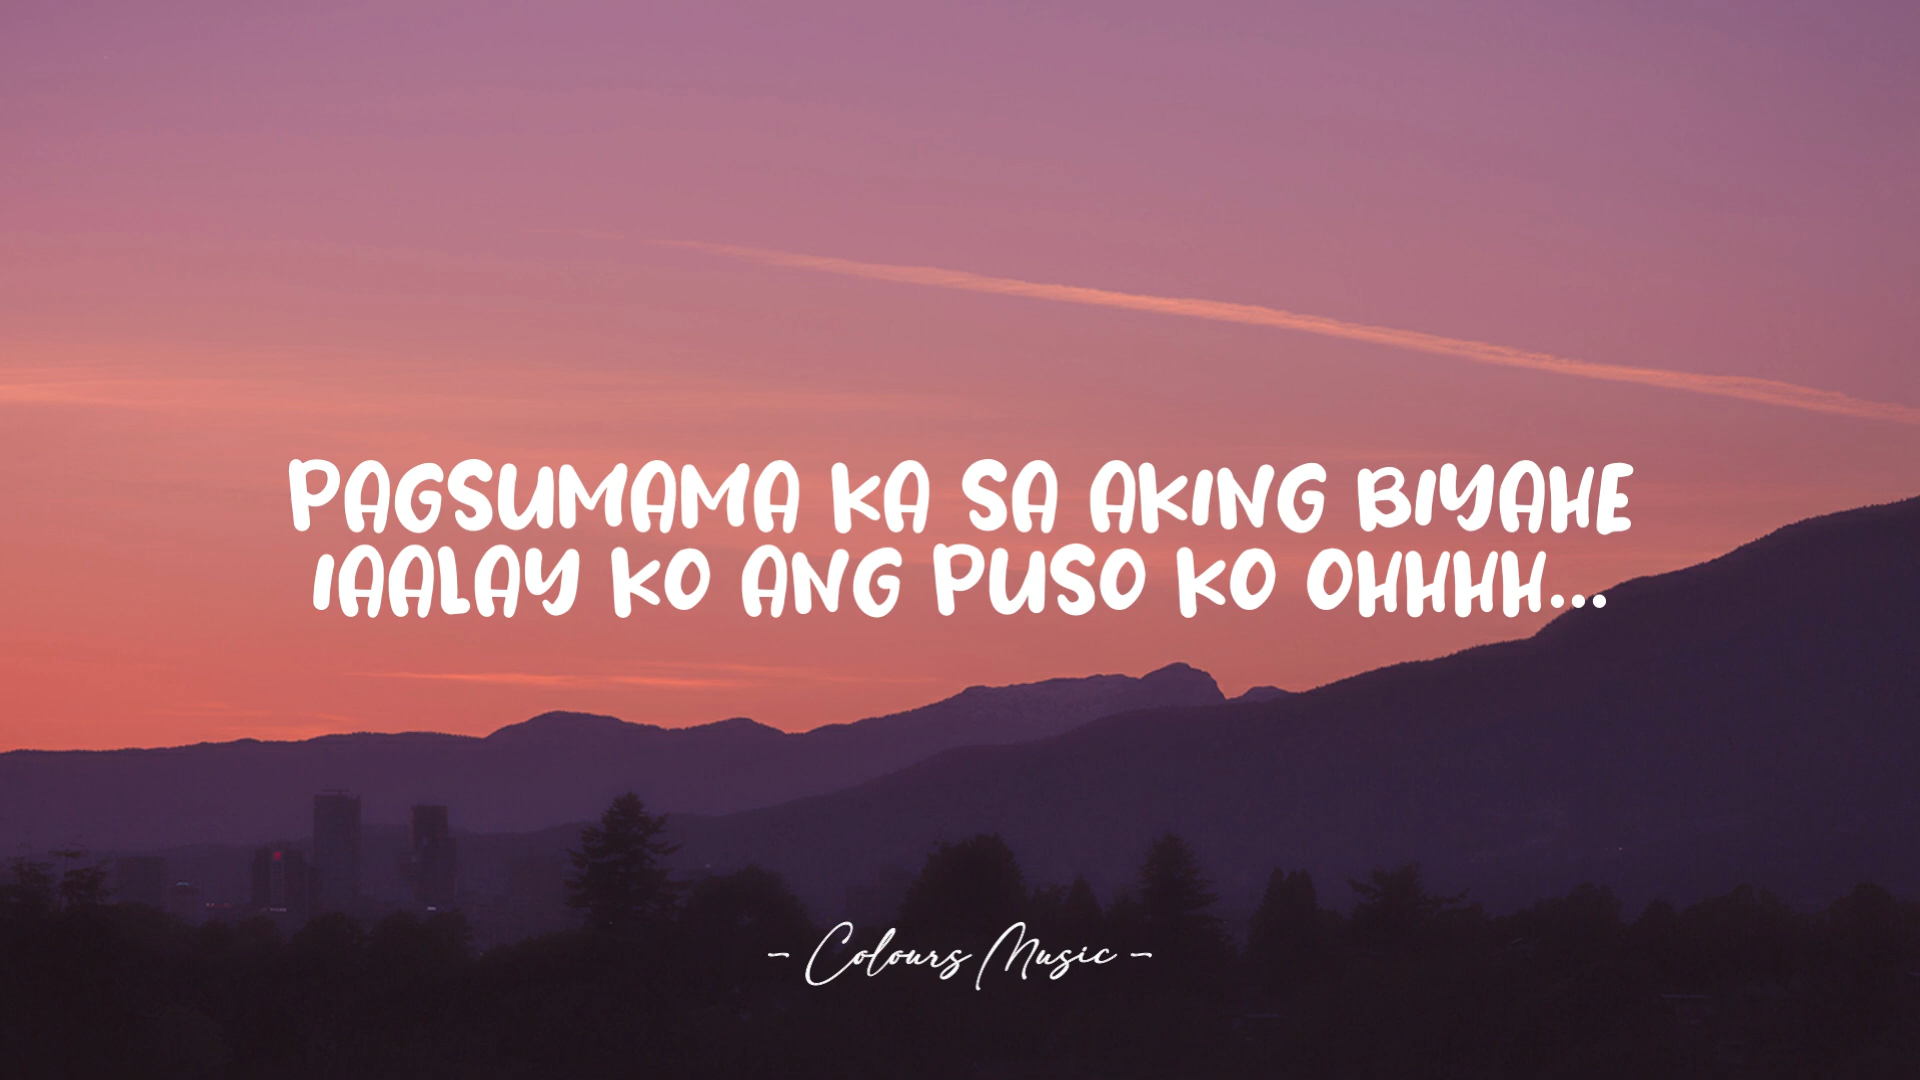 PAGSUMAMA KA SA AKING BIYAHE
IAALAY KO ANG PUSO KO OHHHH...
- Colours Music -